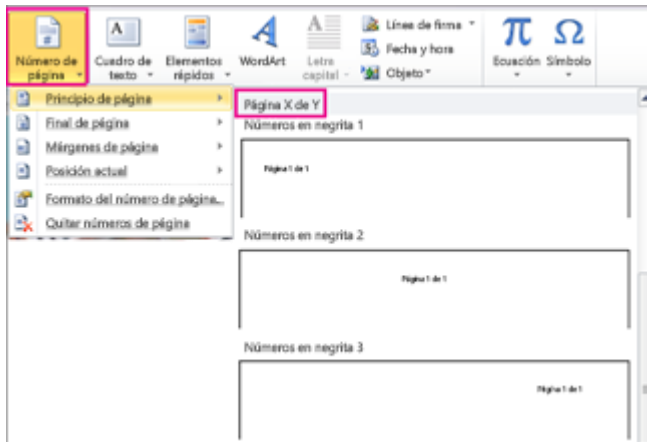 Número de página
Cuadro de texto
Elementos rápidos
WordArt
Letra capital
Línea de firma
Fecha y hora
Objeto
Ecuación
Símbolo
Principio de página
Final de página
Márgenes de página
Posición actual
Formato del número de página...
Quitar números de página
Página X de Y
Números en negrita 1
Página 1 de 1
Números en negrita 2
Página 1 de 1
Números en negrita 3
Página 1 de 1